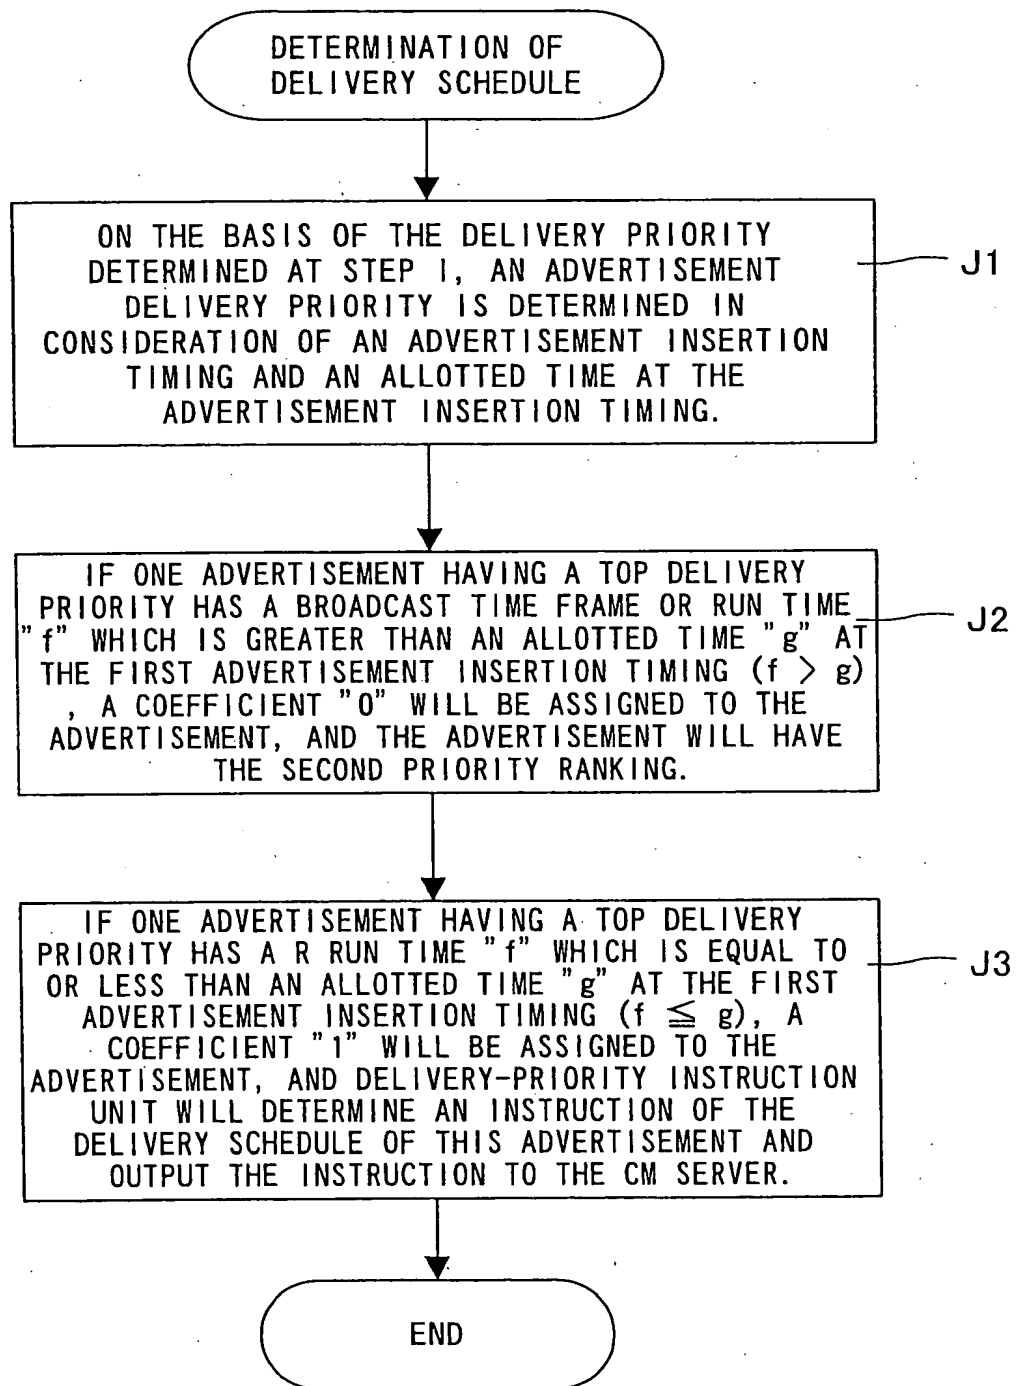 DETERMINATION OF
DELIVERY SCHEDULE
ON THE BASIS OF THE DELIVERY PRIORITY
DETERMINED AT STEP I, AN ADVERTISEMENT
DELIVERY PRIORITY IS DETERMINED IN
CONSIDERATION OF AN ADVERTISEMENT INSERTION
TIMING AND AN ALLOTTED TIME AT THE
ADVERTISEMENT INSERTION TIMING.
J1
IF ONE ADVERTISEMENT HAVING A TOP DELIVERY
PRIORITY HAS A BROADCAST TIME FRAME OR RUN TIME
"f" WHICH IS GREATER THAN AN ALLOTTED TIME "g" AT
THE FIRST ADVERTISEMENT INSERTION TIMING (f > g)
, A COEFFICIENT "0" WILL BE ASSIGNED TO THE
ADVERTISEMENT, AND THE ADVERTISEMENT WILL HAVE
THE SECOND PRIORITY RANKING.
J2
IF ONE ADVERTISEMENT HAVING A TOP DELIVERY
PRIORITY HAS A R RUN TIME "f" WHICH IS EQUAL TO
OR LESS THAN AN ALLOTTED TIME "g" AT THE FIRST
ADVERTISEMENT INSERTION TIMING (f ≦ g), A
COEFFICIENT "1" WILL BE ASSIGNED TO THE
ADVERTISEMENT, AND DELIVERY-PRIORITY INSTRUCTION
UNIT WILL DETERMINE AN INSTRUCTION OF THE
DELIVERY SCHEDULE OF THIS ADVERTISEMENT AND
OUTPUT THE INSTRUCTION TO THE CM SERVER.
J3
END